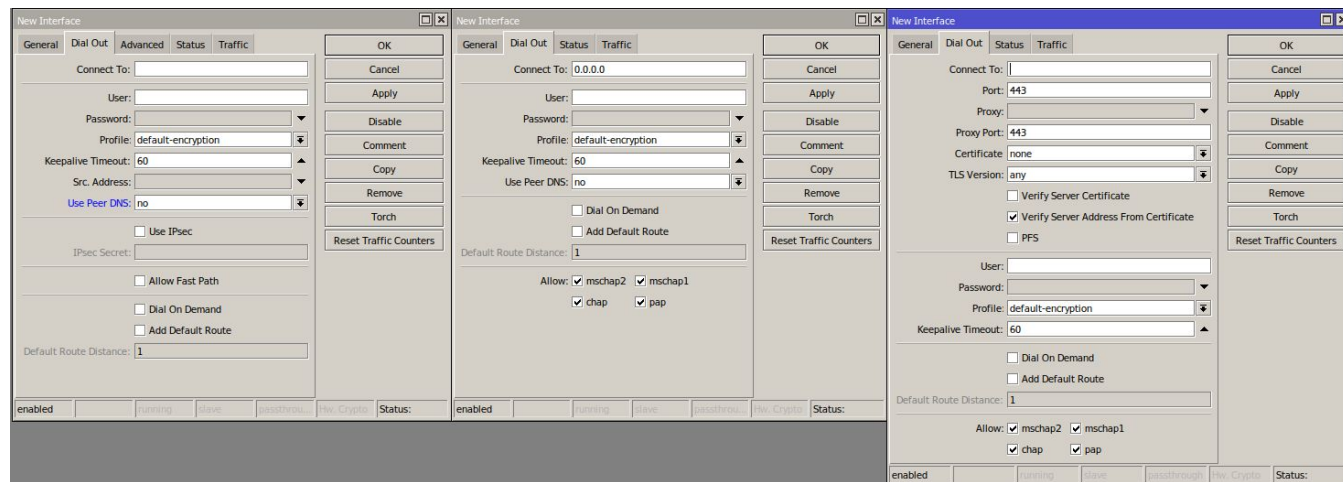 New Interface
General Dial Out Advanced Status Traffic
Connect To:
User:
Password:
Profile: default-encryption
Keepalive Timeout: 60
Src. Address:
Use Peer DNS: no
Use IPsec
IPsec Secret:
Allow Fast Path
Dial On Demand
Add Default Route
Default Route Distance: 1
OK
Cancel
Apply
Disable
Comment
Copy
Remove
Torch
Reset Traffic Counters
enabled running slave passthrou... Hw. Crypto Status:
New Interface
General Dial Out Status Traffic
Connect To: 0.0.0.0
User:
Password:
Profile: default-encryption
Keepalive Timeout: 60
Use Peer DNS: no
Dial On Demand
Add Default Route
Default Route Distance: 1
Allow: mschap2 mschap1
chap pap
OK
Cancel
Apply
Disable
Comment
Copy
Remove
Torch
Reset Traffic Counters
enabled running slave passthrou... Hw. Crypto Status:
New Interface
General Dial Out Status Traffic
Connect To:
Port: 443
Proxy:
Proxy Port: 443
Certificate none
TLS Version: any
Verify Server Certificate
Verify Server Address From Certificate
PFS
User:
Password:
Profile: default-encryption
Keepalive Timeout: 60
Dial On Demand
Add Default Route
Default Route Distance: 1
Allow: mschap2 mschap1
chap pap
OK
Cancel
Apply
Disable
Comment
Copy
Remove
Torch
Reset Traffic Counters
enabled running slave passthrough Hw. Crypto Status: